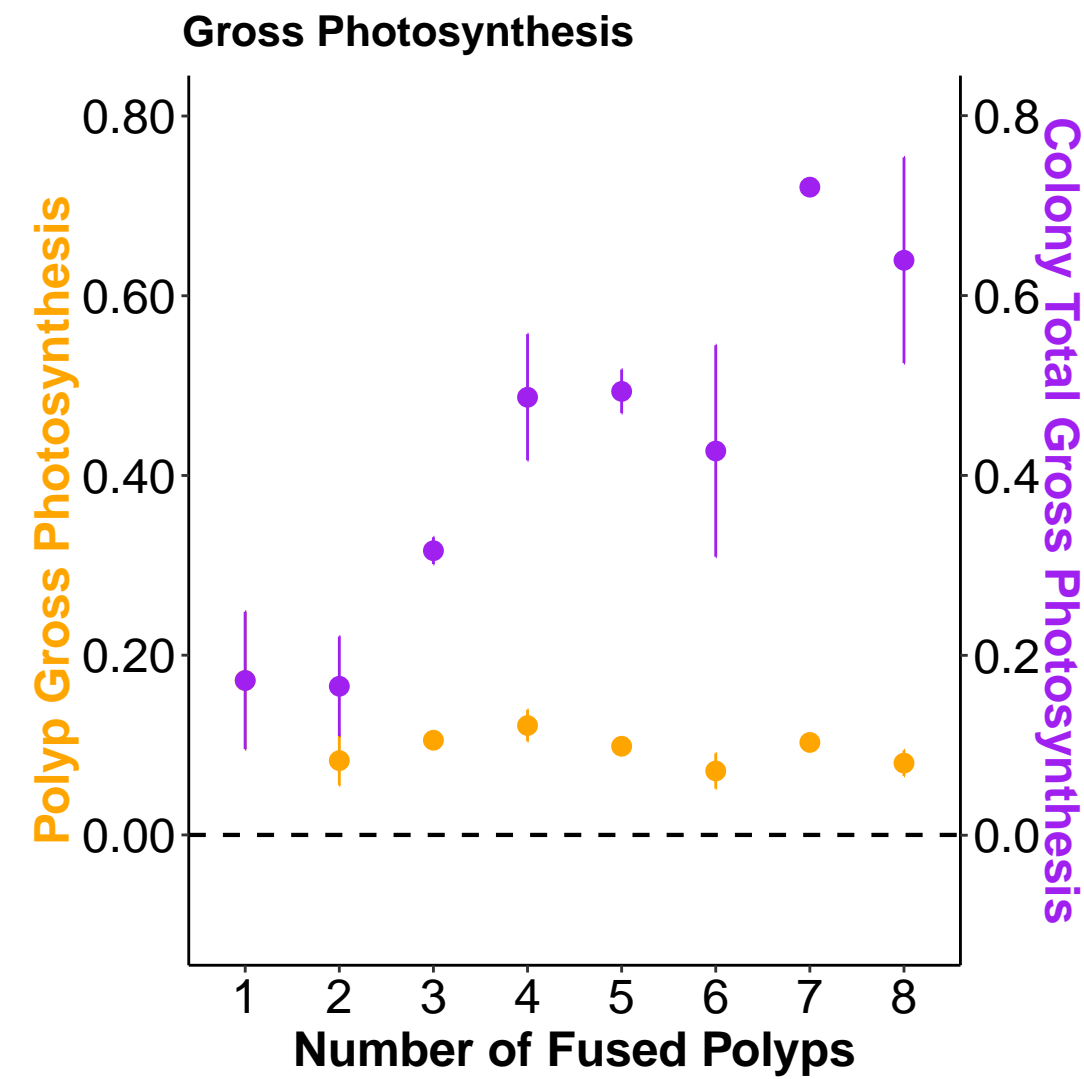 Gross Photosynthesis
Polyp Gross Photosynthesis
0.80
0.60
0.40
0.20
0.00
0.8
0.6
0.4
0.2
0.0
Colony Total Gross Photosynthesis
1 2 3 4 5 6 7 8
Number of Fused Polyps